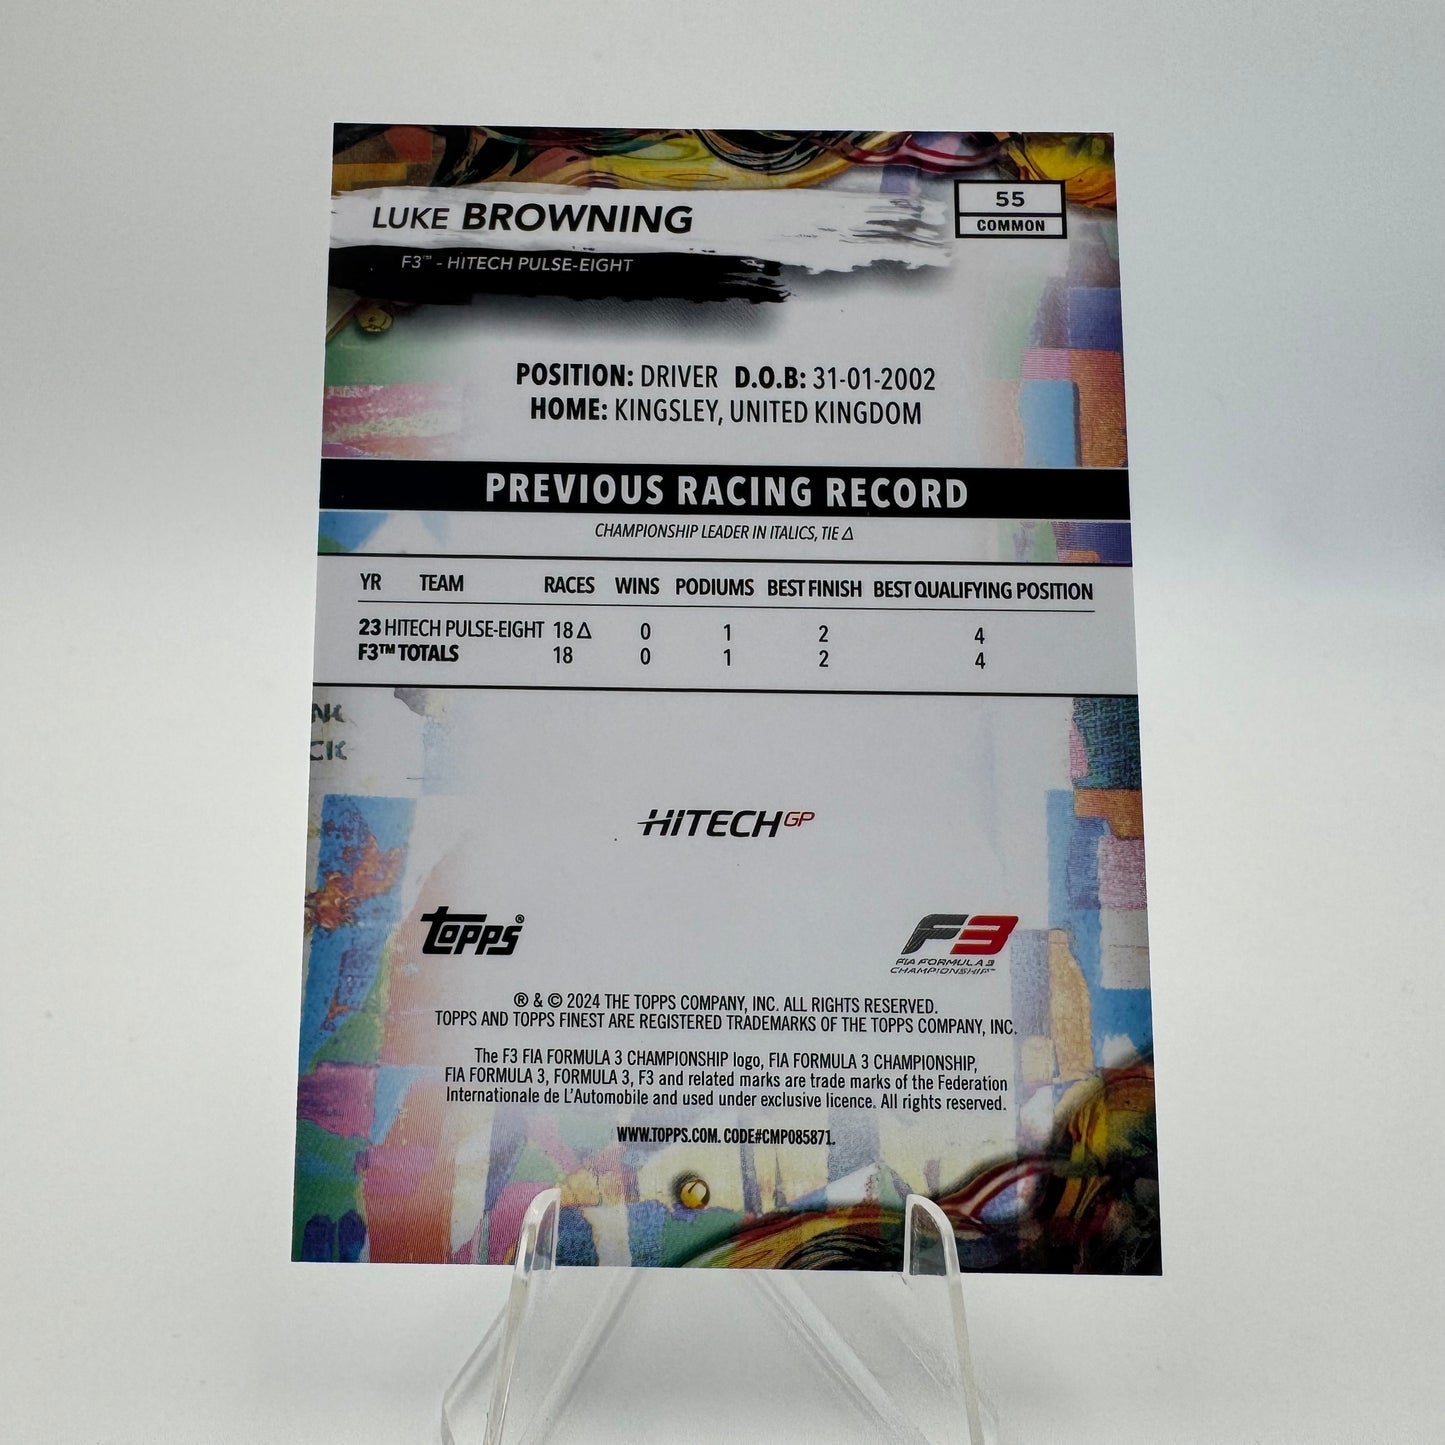 LUKE BROWNING
55
COMMON
F3™ - HITECH PULSE-EIGHT
POSITION: DRIVER D.O.B: 31-01-2002
HOME: KINGSLEY, UNITED KINGDOM
PREVIOUS RACING RECORD
CHAMPIONSHIP LEADER IN ITALICS, TIE Δ
YR TEAM RACES WINS PODIUMS BEST FINISH BEST QUALIFYING POSITION
23 HITECH PULSE-EIGHT 18 Δ 0 1 2 4
F3™ TOTALS 18 0 1 2 4
HITECH GP
Topps®
F3
FIA FORMULA 3
CHAMPIONSHIP™
® & © 2024 THE TOPPS COMPANY, INC. ALL RIGHTS RESERVED.
TOPPS AND TOPPS FINEST ARE REGISTERED TRADEMARKS OF THE TOPPS COMPANY, INC.
The F3 FIA FORMULA 3 CHAMPIONSHIP logo, FIA FORMULA 3 CHAMPIONSHIP,
FIA FORMULA 3, FORMULA 3, F3 and related marks are trade marks of the Federation
Internationale de L'Automobile and used under exclusive licence. All rights reserved.
WWW.TOPPS.COM. CODE#CMP085871.